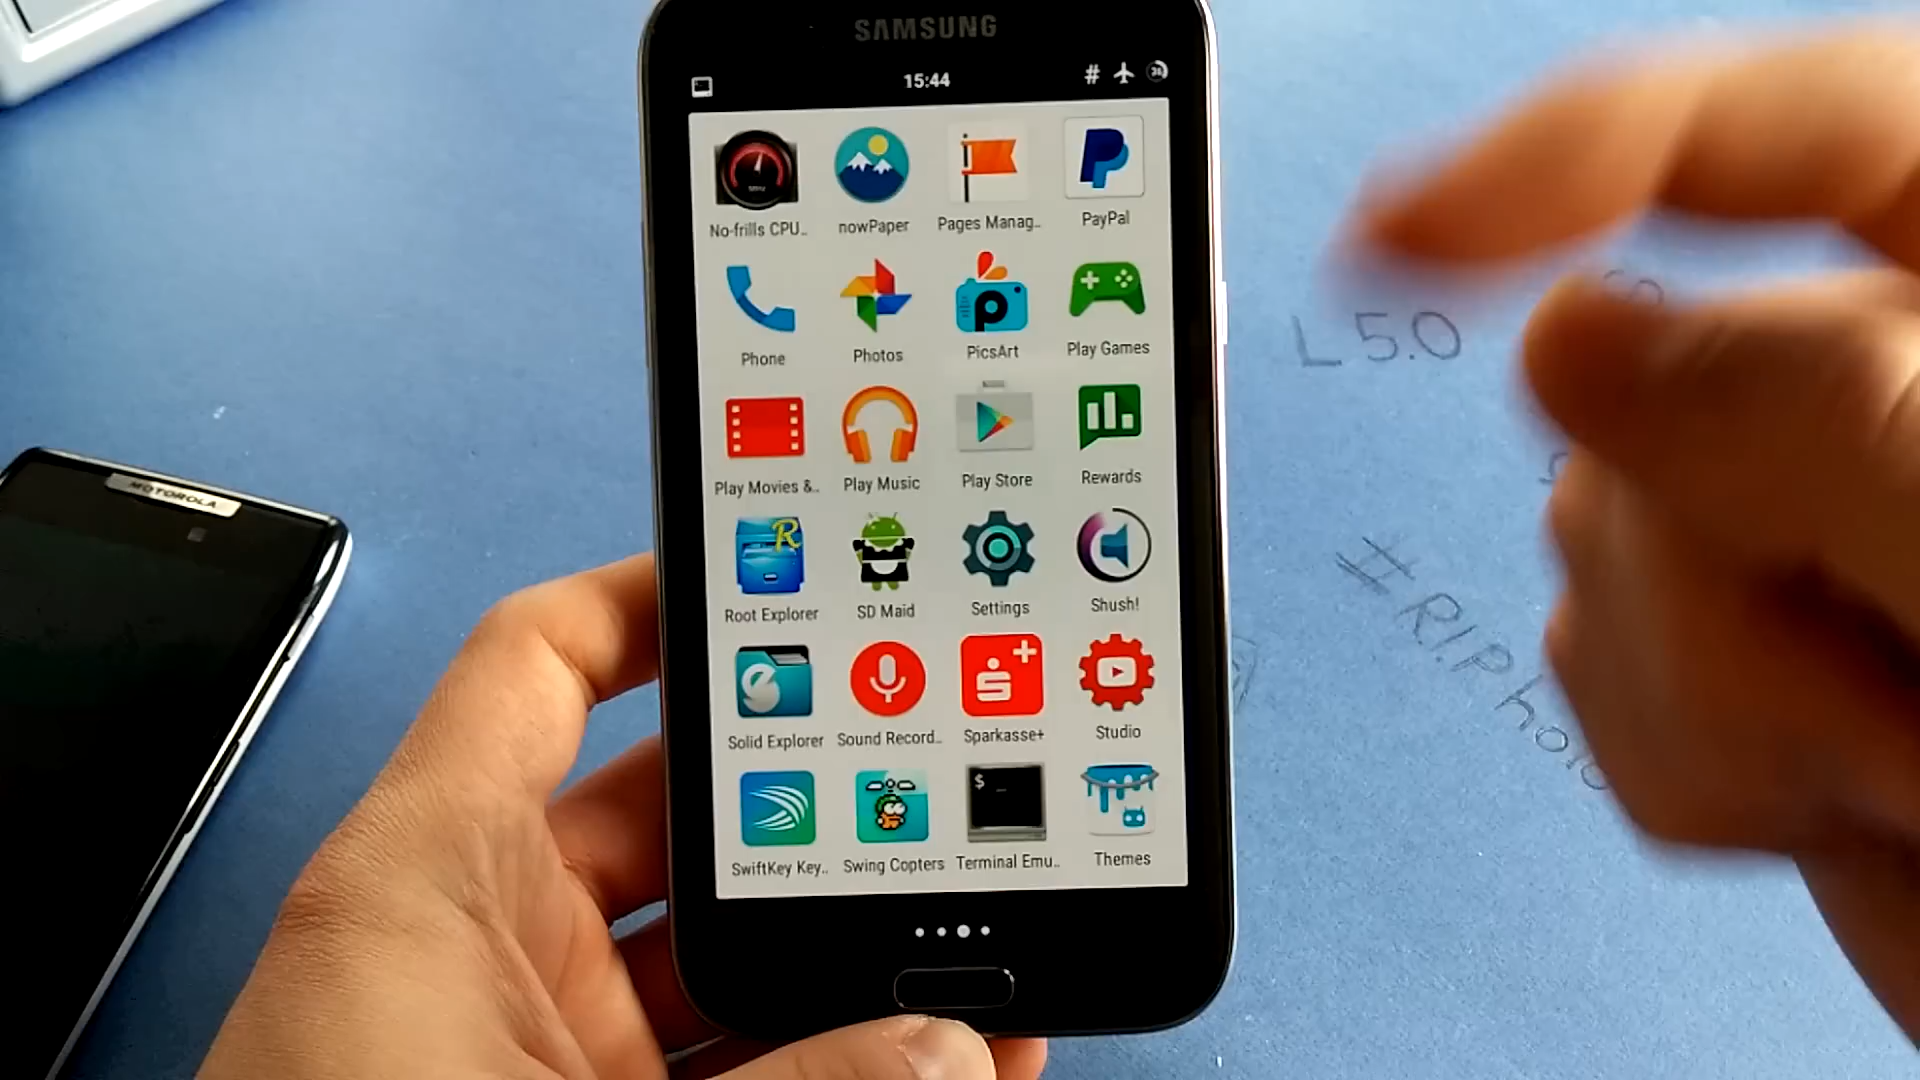 SAMSUNG
15:44
# 31
No-frills CPU.. nowPaper Pages Manag.. PayPal
Phone Photos PicsArt Play Games
Play Movies &.. Play Music Play Store Rewards
Root Explorer SD Maid Settings Shush!
Solid Explorer Sound Record.. Sparkasse+ Studio
SwiftKey Key.. Swing Copters Terminal Emu.. Themes
MOTOROLA
L 5.0